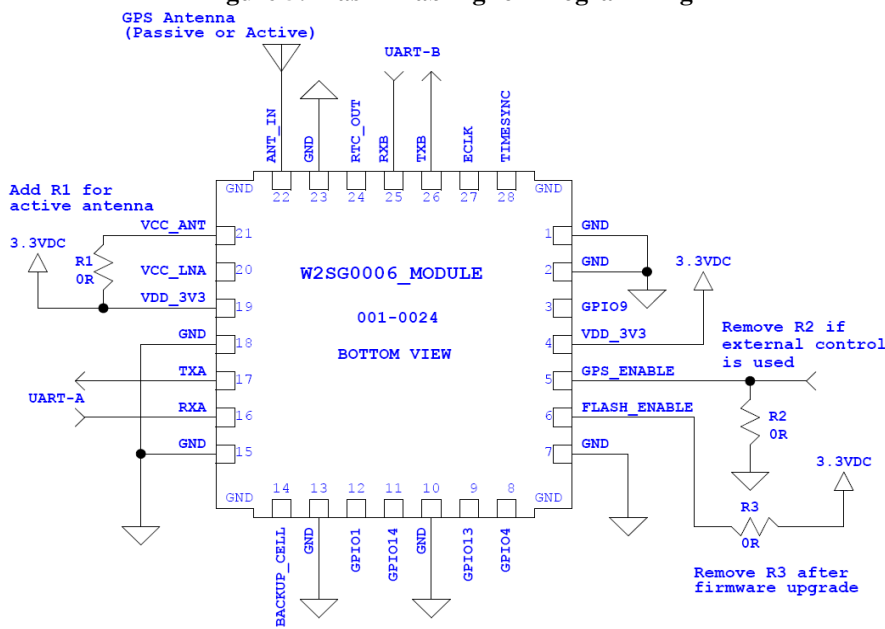 GPS Antenna
(Passive or Active)
UART-B
ANT_IN
GND
RTC_OUT
RXB
TXB
ECLK
TIMESYNC
GND
22
23
24
25
26
27
28
GND
Add R1 for
active antenna
3.3VDC
R1
0R
VCC_ANT
21
VCC_LNA
20
VDD_3V3
19
GND
18
TXA
17
UART-A
RXA
16
GND
15
W2SG0006_MODULE
001-0024
BOTTOM VIEW
1
GND
2
GND
3
GPIO9
4
VDD_3V3
5
GPS_ENABLE
6
FLASH_ENABLE
7
GND
3.3VDC
Remove R2 if
external control
is used
R2
0R
3.3VDC
R3
0R
Remove R3 after
firmware upgrade
GND
14
13
12
11
10
9
8
GND
BACKUP_CELL
GND
GPIO1
GPIO14
GND
GPIO13
GPIO4